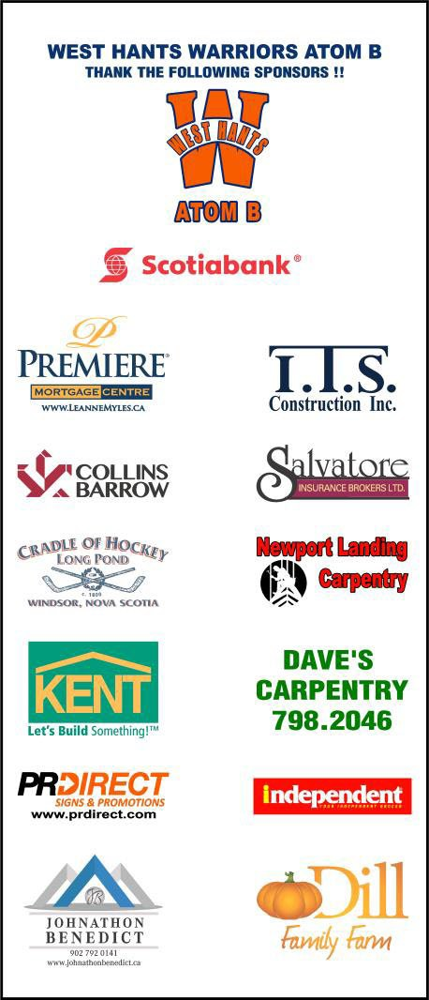 WEST HANTS WARRIORS ATOM B
THANK THE FOLLOWING SPONSORS !!
WEST HANTS
ATOM B
Scotiabank®
P
PREMIERE®
MORTGAGE CENTRE
WWW.LEANNEMYLES.CA
I.T.S.
Construction Inc.
COLLINS
BARROW
Salvatore
INSURANCE BROKERS LTD.
CRADLE OF HOCKEY
LONG POND
C. 1800
WINDSOR, NOVA SCOTIA
Newport Landing
Carpentry
KENT
Let's Build Something!™
DAVE'S
CARPENTRY
798.2046
PRDIRECT
SIGNS & PROMOTIONS
www.prdirect.com
independent
YOUR INDEPENDENT GROCER
JB
JOHNATHON
BENEDICT
902 792 0141
www.johnathonbenedict.ca
Dill
Family Farm